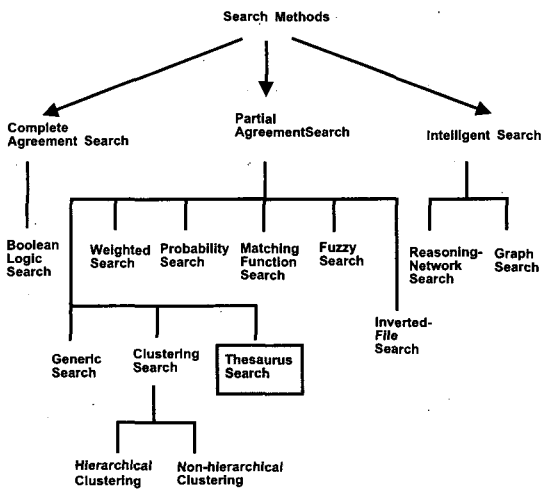 Search Methods
Complete
Agreement Search
Partial
AgreementSearch
Intelligent Search
Boolean
Logic
Search
Weighted
Search
Probability
Search
Matching
Function
Search
Fuzzy
Search
Reasoning-
Network
Search
Graph
Search
Inverted-
File
Search
Generic
Search
Clustering
Search
Thesaurus
Search
Hierarchical
Clustering
Non-hierarchical
Clustering